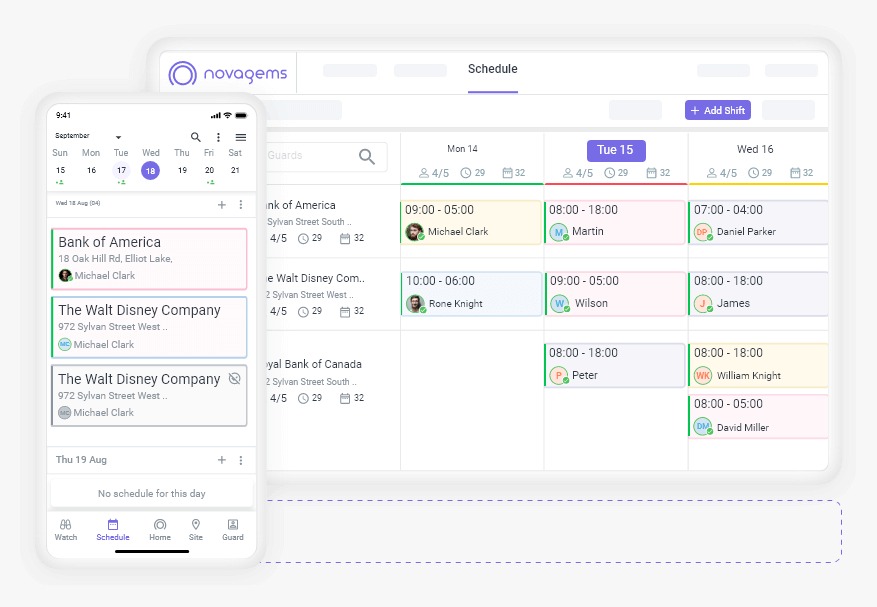 novagems
Schedule
+ Add Shift
Guards
Mon 14
Tue 15
Wed 16
4/5 29 32
4/5 29 32
4/5 29 32
nk of America
Sylvan Street South ..
4/5 29 32
09:00 - 05:00
Michael Clark
08:00 - 18:00
M Martin
07:00 - 04:00
DP Daniel Parker
e Walt Disney Com..
2 Sylvan Street West ..
4/5 29 32
10:00 - 06:00
Rone Knight
09:00 - 05:00
W Wilson
08:00 - 18:00
J James
oyal Bank of Canada
2 Sylvan Street South ..
4/5 29 32
08:00 - 18:00
P Peter
08:00 - 18:00
WK William Knight
08:00 - 05:00
DM David Miller
9:41
September
Sun Mon Tue Wed Thu Fri Sat
15 16 17 18 19 20 21
Wed 18 Aug (04)
Bank of America
18 Oak Hill Rd, Elliot Lake,
Michael Clark
The Walt Disney Company
972 Sylvan Street West ..
MC Michael Clark
The Walt Disney Company
972 Sylvan Street West ..
MC Michael Clark
Thu 19 Aug
No schedule for this day
Watch Schedule Home Site Guard